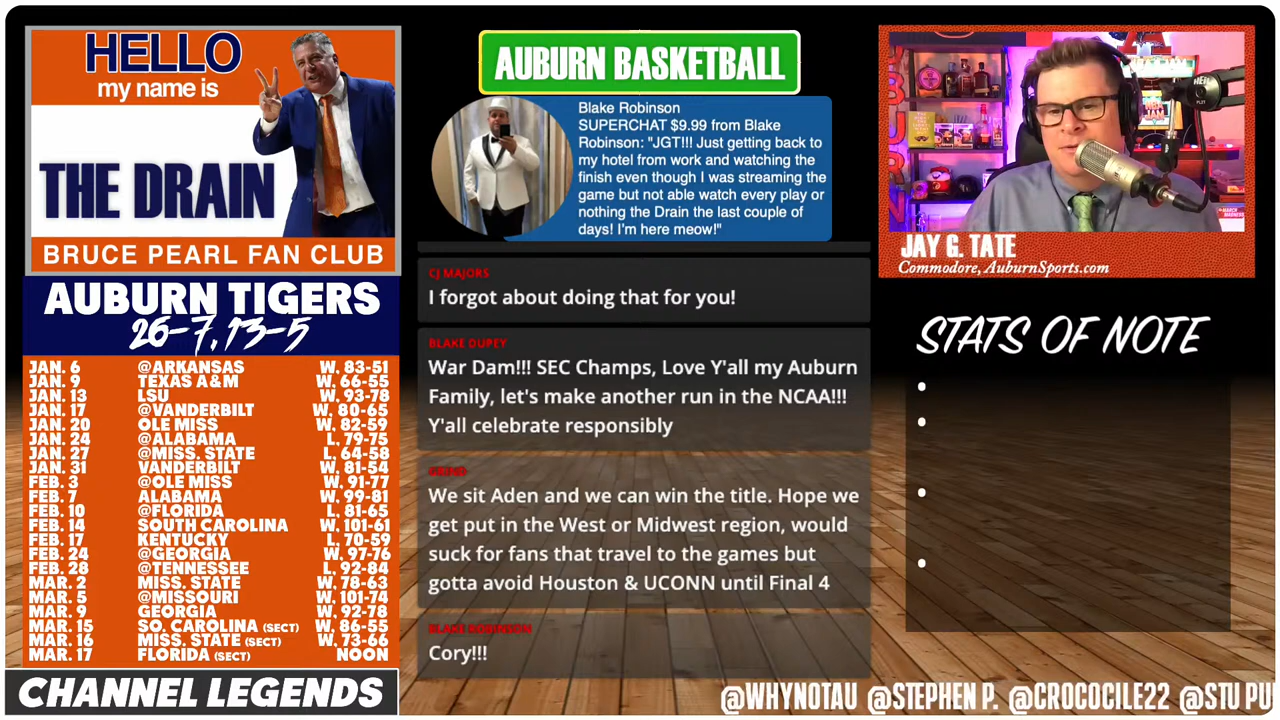 HELLO
my name is
THE DRAIN
BRUCE PEARL FAN CLUB
AUBURN TIGERS
26-7, 13-5
JAN. 6 @ARKANSAS W, 83-51
JAN. 9 TEXAS A&M W, 66-55
JAN. 13 LSU W, 93-78
JAN. 17 @VANDERBILT W, 80-65
JAN. 20 OLE MISS W, 82-59
JAN. 24 @ALABAMA L, 79-75
JAN. 27 @MISS. STATE L, 64-58
JAN. 31 VANDERBILT W, 81-54
FEB. 3 @OLE MISS W, 91-77
FEB. 7 ALABAMA W, 99-81
FEB. 10 @FLORIDA L, 81-65
FEB. 14 SOUTH CAROLINA W, 101-61
FEB. 17 KENTUCKY L, 70-59
FEB. 24 @GEORGIA W, 97-76
FEB. 28 @TENNESSEE L, 92-84
MAR. 2 MISS. STATE W, 78-63
MAR. 5 @MISSOURI W, 101-74
MAR. 9 GEORGIA W, 92-78
MAR. 15 SO. CAROLINA (SECT) W, 86-55
MAR. 16 MISS. STATE (SECT) W, 73-66
MAR. 17 FLORIDA (SECT) NOON
CHANNEL LEGENDS
AUBURN BASKETBALL
Blake Robinson
SUPERCHAT $9.99 from Blake
Robinson: "JGT!!! Just getting back to
my hotel from work and watching the
finish even though I was streaming the
game but not able watch every play or
nothing the Drain the last couple of
days! I'm here meow!"
CJ MAJORS
I forgot about doing that for you!
BLAKE DUPEY
War Dam!!! SEC Champs, Love Y'all my Auburn
Family, let's make another run in the NCAA!!!
Y'all celebrate responsibly
We sit Aden and we can win the title. Hope we
get put in the West or Midwest region, would
suck for fans that travel to the games but
gotta avoid Houston & UCONN until Final 4
BLAKE ROBINSON
Cory!!!
JAY G. TATE
Commodore, AuburnSports.com
STATS OF NOTE
@WHYNOTAU @STEPHEN P. @CROCOCILE22 @STU PU